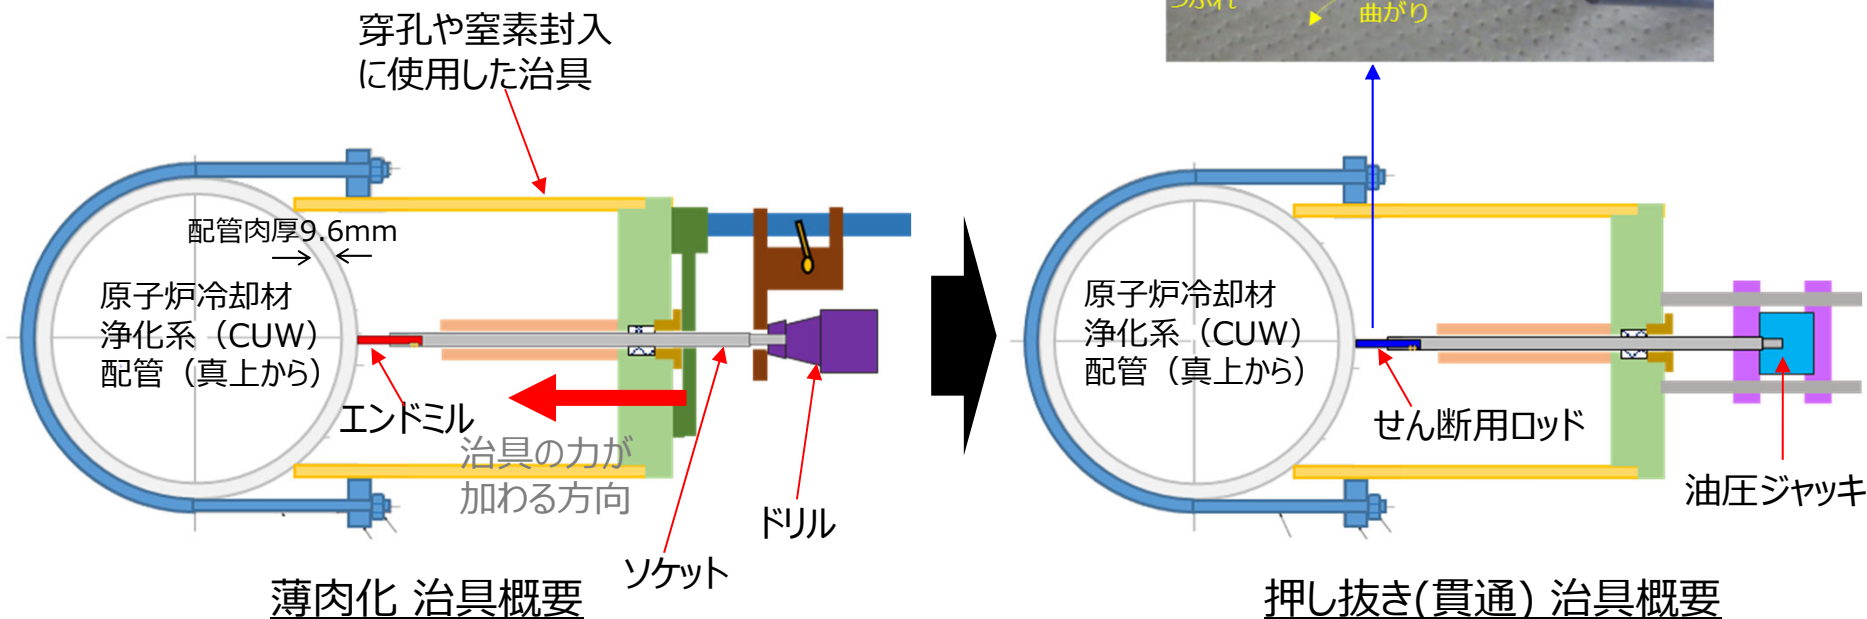 穿孔や窒素封入
に使用した治具
配管肉厚9.6mm
原子炉冷却材
浄化系（CUW）
配管（真上から）
エンドミル
治具の力が
加わる方向
ソケット
ドリル
薄肉化 治具概要
つぶれ
曲がり
原子炉冷却材
浄化系（CUW）
配管（真上から）
せん断用ロッド
油圧ジャッキ
押し抜き(貫通) 治具概要